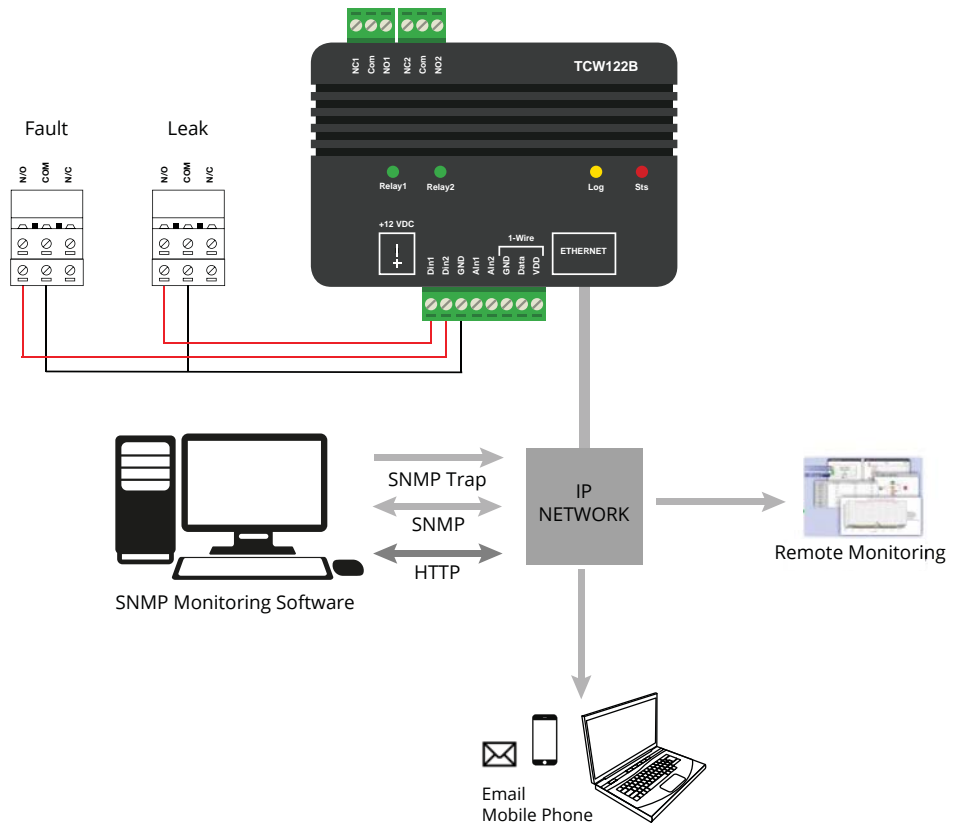 NC1 Com NO1 NC2 Com NO2
TCW122B
Fault
Leak
N/O COM N/C
N/O COM N/C
Relay1
Relay2
Log
Sts
+12 VDC
1-Wire
ETHERNET
Din1 Din2 GND AIn1 AIn2 GND Data VDD
SNMP Trap
SNMP
HTTP
IP
NETWORK
Remote Monitoring
SNMP Monitoring Software
Email
Mobile Phone